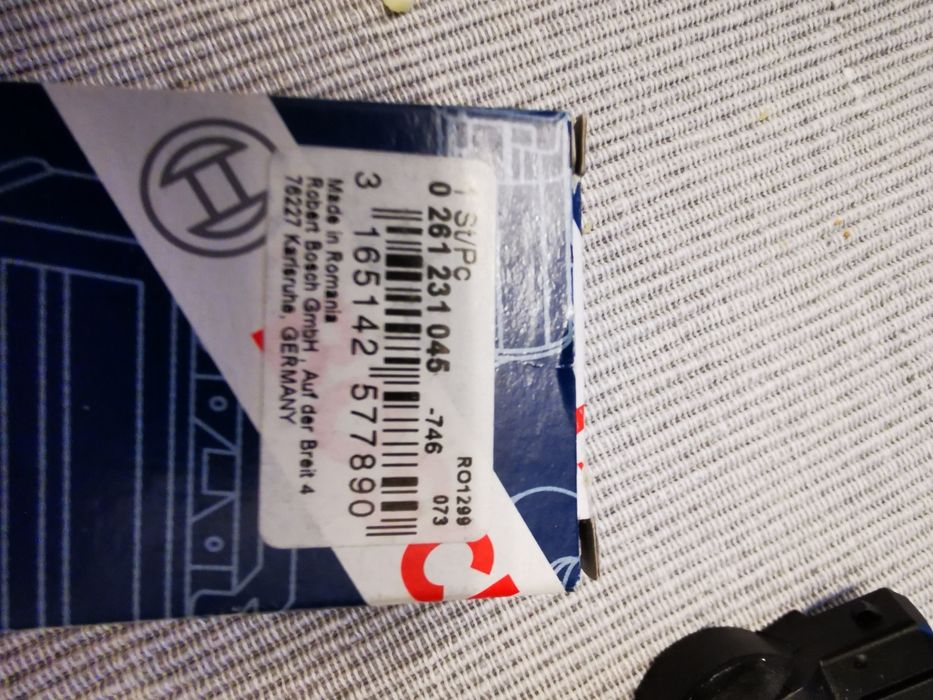 1 St/Pc
RO1299
0 261 231 045 -746 073
3 165142 577890
Made in Romania
Robert Bosch GmbH, Auf der Breit 4
76227 Karlsruhe, GERMANY